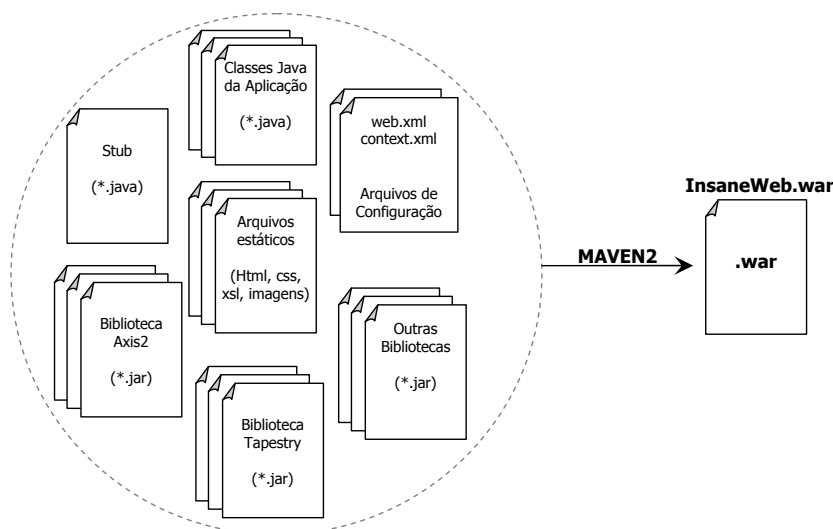 Classes Java
da Aplicação
(*.java)
web.xml
context.xml
Arquivos de
Configuração
Stub
(*.java)
Arquivos
estáticos
(Html, css,
xsl, imagens)
Biblioteca
Axis2
(*.jar)
Outras
Bibliotecas
(*.jar)
Biblioteca
Tapestry
(*.jar)
MAVEN2
InsaneWeb.war
.war